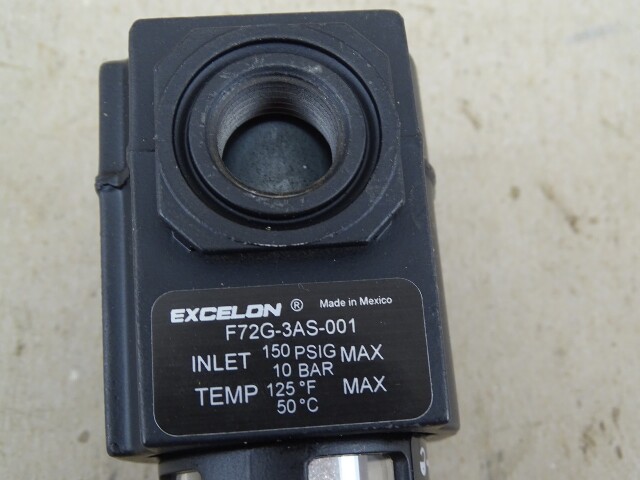 EXCELON ® Made in Mexico
F72G-3AS-001
INLET 150 PSIG MAX
10 BAR
TEMP 125 °F MAX
50 °C